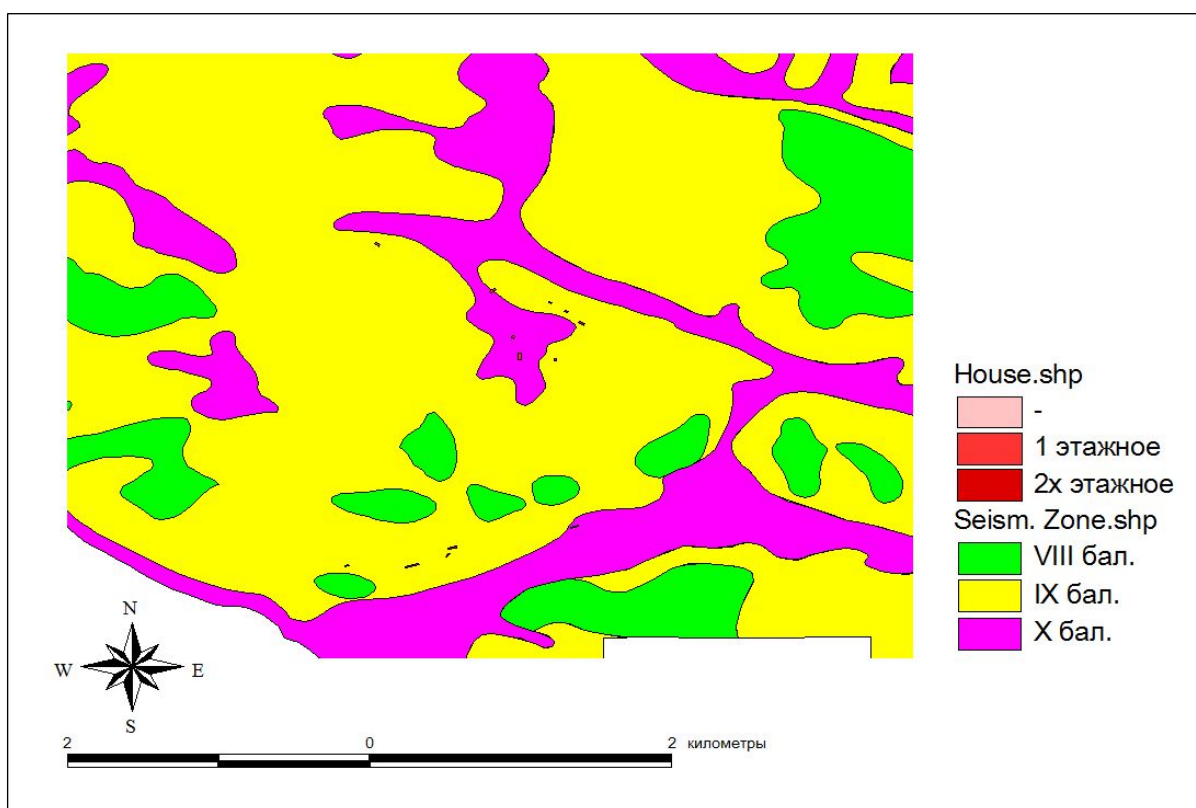 House.shp
-
1 этажное
2х этажное
Seism. Zone.shp
VIII бал.
IX бал.
X бал.
N
W E
S
2 0 2 километры